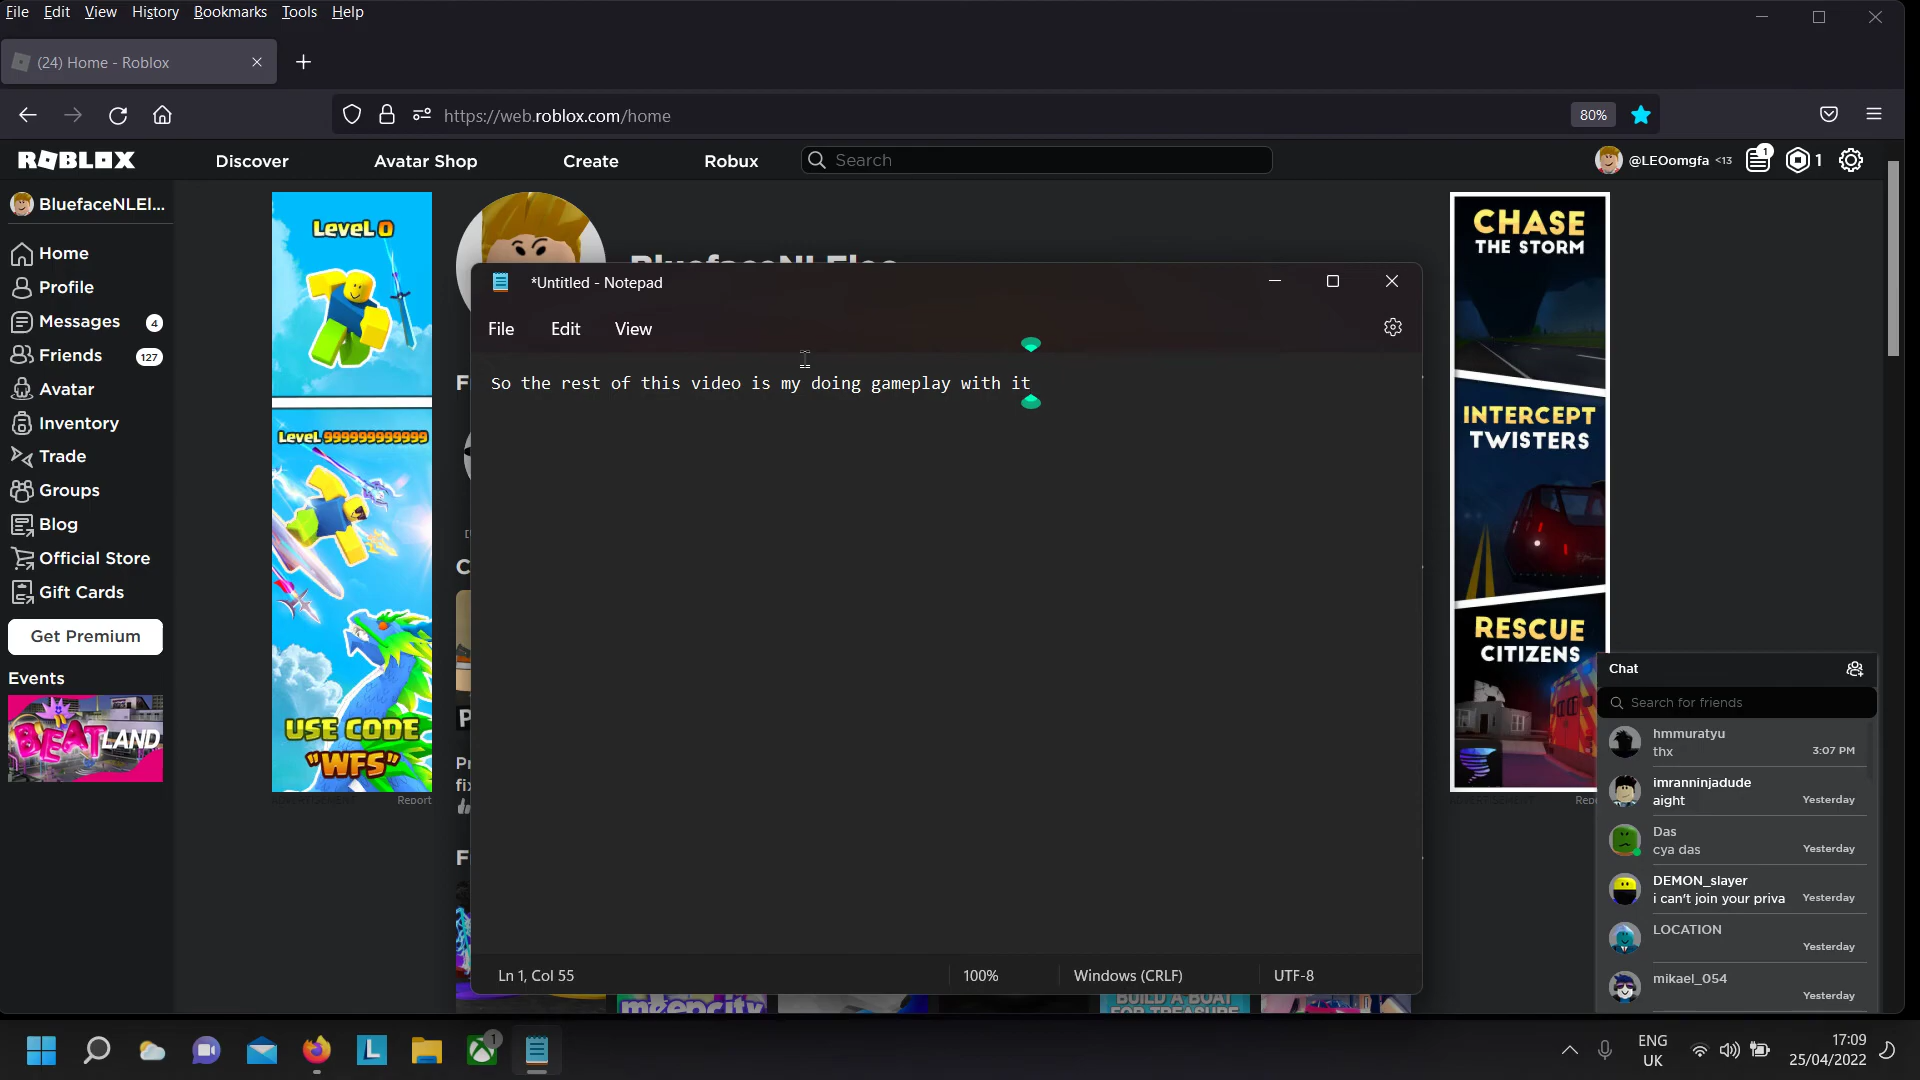 File Edit View History Bookmarks Tools Help
(24) Home - Roblox
https://web.roblox.com/home
80%
ROBLOX
Discover
Avatar Shop
Create
Robux
Search
@LEOomgfa <13
1
1
BluefaceNLEl...
Home
Profile
Messages 4
Friends 127
Avatar
Inventory
Trade
Groups
Blog
Official Store
Gift Cards
Get Premium
Events
BEATLAND
LEVEL 0
LEVEL 999999999999
USE CODE
"WFS"
Report
*Untitled - Notepad
File Edit View
So the rest of this video is my doing gameplay with it
Ln 1, Col 55
100%
Windows (CRLF)
UTF-8
BUILD A BOAT
FOR TREASURE
CHASE
THE STORM
INTERCEPT
TWISTERS
RESCUE
CITIZENS
Chat
Search for friends
hmmuratyu
thx
3:07 PM
imranninjadude
aight
Yesterday
Das
cya das
Yesterday
DEMON_slayer
i can't join your priva
Yesterday
LOCATION
Yesterday
mikael_054
Yesterday
1
ENG
UK
17:09
25/04/2022